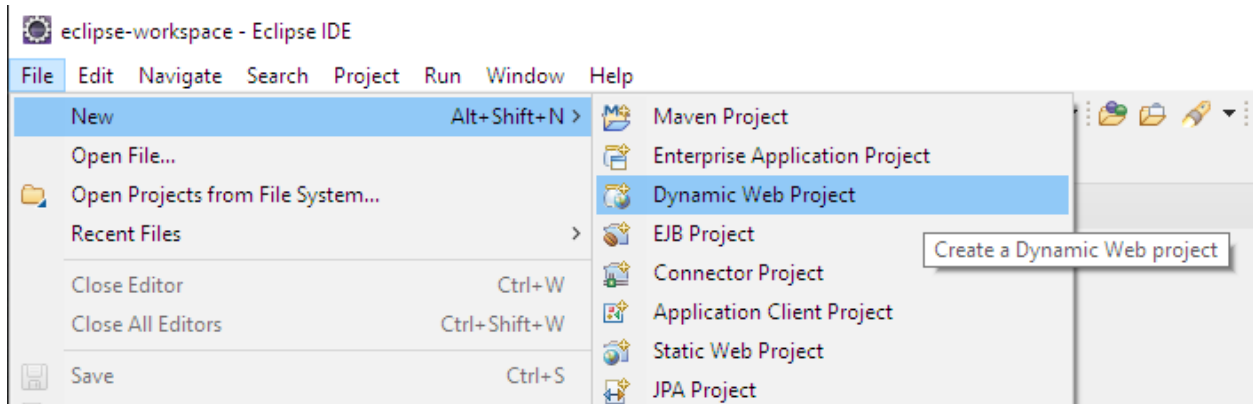 eclipse-workspace - Eclipse IDE
File Edit Navigate Search Project Run Window Help
New Alt+Shift+N >
Open File...
Open Projects from File System...
Recent Files >
Close Editor Ctrl+W
Close All Editors Ctrl+Shift+W
Save Ctrl+S
Maven Project
Enterprise Application Project
Dynamic Web Project
EJB Project
Create a Dynamic Web project
Connector Project
Application Client Project
Static Web Project
JPA Project